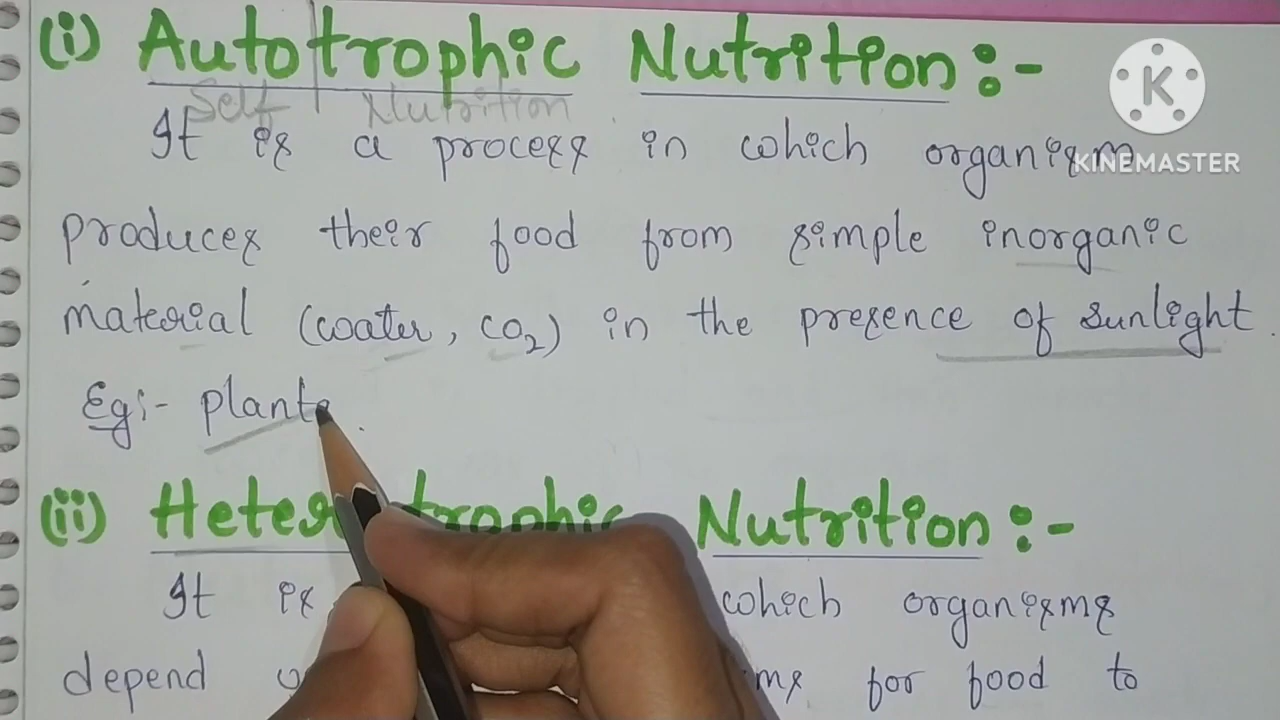 (i) Autotrophic Nutrition :-
Self Nutrition
It is a process in which organism
KINEMASTER
produces their food from simple inorganic
material (water, CO₂) in the presence of sunlight.
Eg:- plants.
(ii) Heterotrophic Nutrition :-
It is which organisms
depend for food to